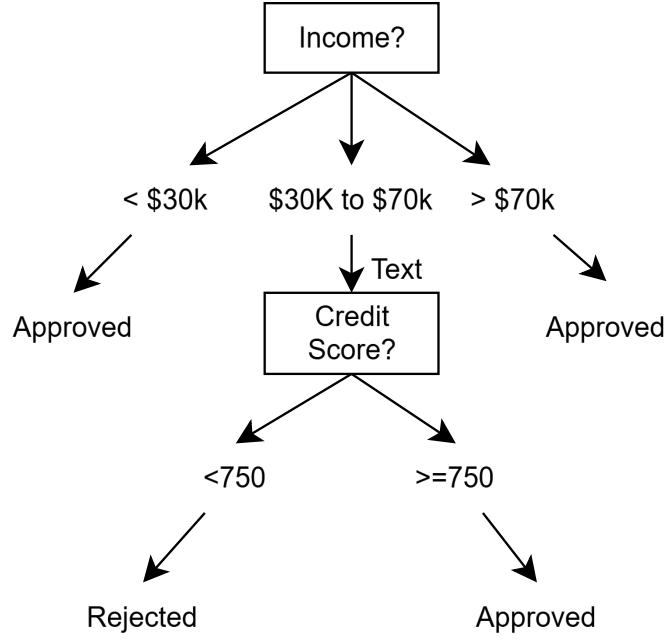 Income?
< $30k
$30K to $70k
> $70k
Text
Approved
Credit
Score?
Approved
<750
>=750
Rejected
Approved